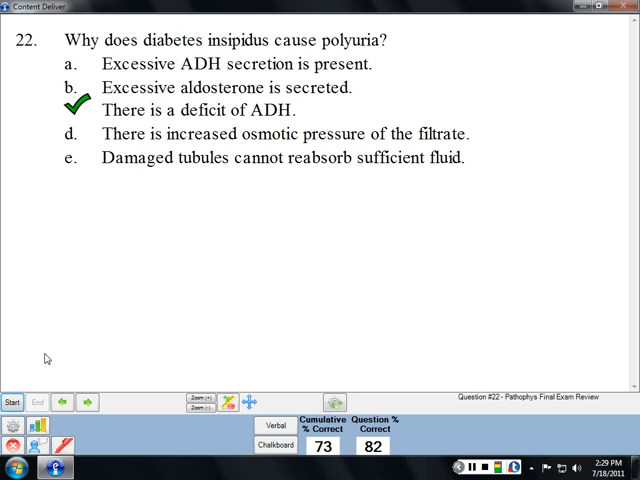 Content Deliver
22. Why does diabetes insipidus cause polyuria?
a. Excessive ADH secretion is present.
b. Excessive aldosterone is secreted.
There is a deficit of ADH.
d. There is increased osmotic pressure of the filtrate.
e. Damaged tubules cannot reabsorb sufficient fluid.
Start End Zoom (+) Question #22 - Pathophys Final Exam Review
Zoom (-)
Verbal Cumulative Question %
% Correct Correct
Chalkboard 73 82
2:29 PM
7/18/2011